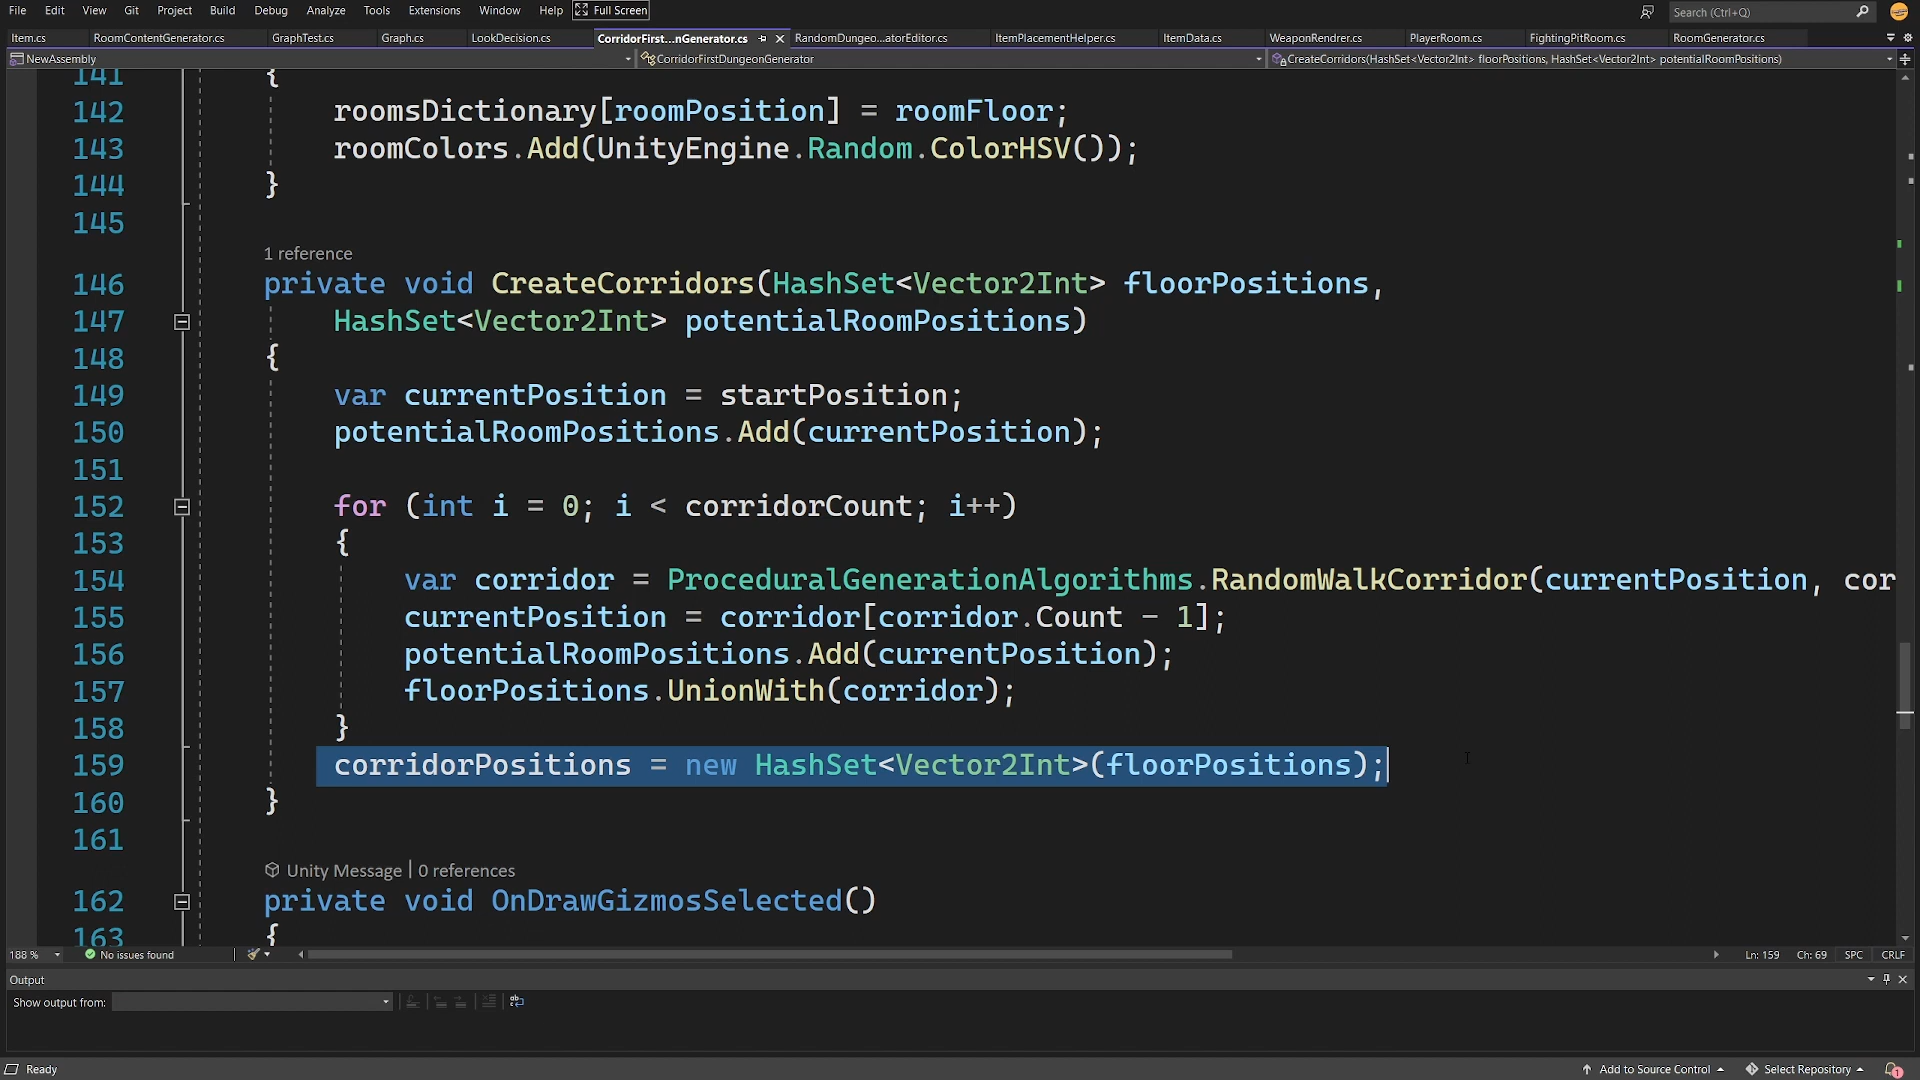 File Edit View Git Project Build Debug Analyze Tools Extensions Window Help Full Screen Search (Ctrl+Q)
Item.cs RoomContentGenerator.cs GraphTest.cs Graph.cs LookDecision.cs CorridorFirst...nGenerator.cs RandomDungeo...atorEditor.cs ItemPlacementHelper.cs ItemData.cs WeaponRendrer.cs PlayerRoom.cs FightingPitRoom.cs RoomGenerator.cs
NewAssembly CorridorFirstDungeonGenerator CreateCorridors(HashSet<Vector2Int> floorPositions, HashSet<Vector2Int> potentialRoomPositions)
141 {
142 roomsDictionary[roomPosition] = roomFloor;
143 roomColors.Add(UnityEngine.Random.ColorHSV());
144 }
145
1 reference
146 private void CreateCorridors(HashSet<Vector2Int> floorPositions,
147 HashSet<Vector2Int> potentialRoomPositions)
148 {
149 var currentPosition = startPosition;
150 potentialRoomPositions.Add(currentPosition);
151
152 for (int i = 0; i < corridorCount; i++)
153 {
154 var corridor = ProceduralGenerationAlgorithms.RandomWalkCorridor(currentPosition, cor
155 currentPosition = corridor[corridor.Count - 1];
156 potentialRoomPositions.Add(currentPosition);
157 floorPositions.UnionWith(corridor);
158 }
159 corridorPositions = new HashSet<Vector2Int>(floorPositions);
160 }
161
Unity Message | 0 references
162 private void OnDrawGizmosSelected()
163 {
188 % No issues found Ln: 159 Ch: 69 SPC CRLF
Output
Show output from:
Ready Add to Source Control Select Repository 1